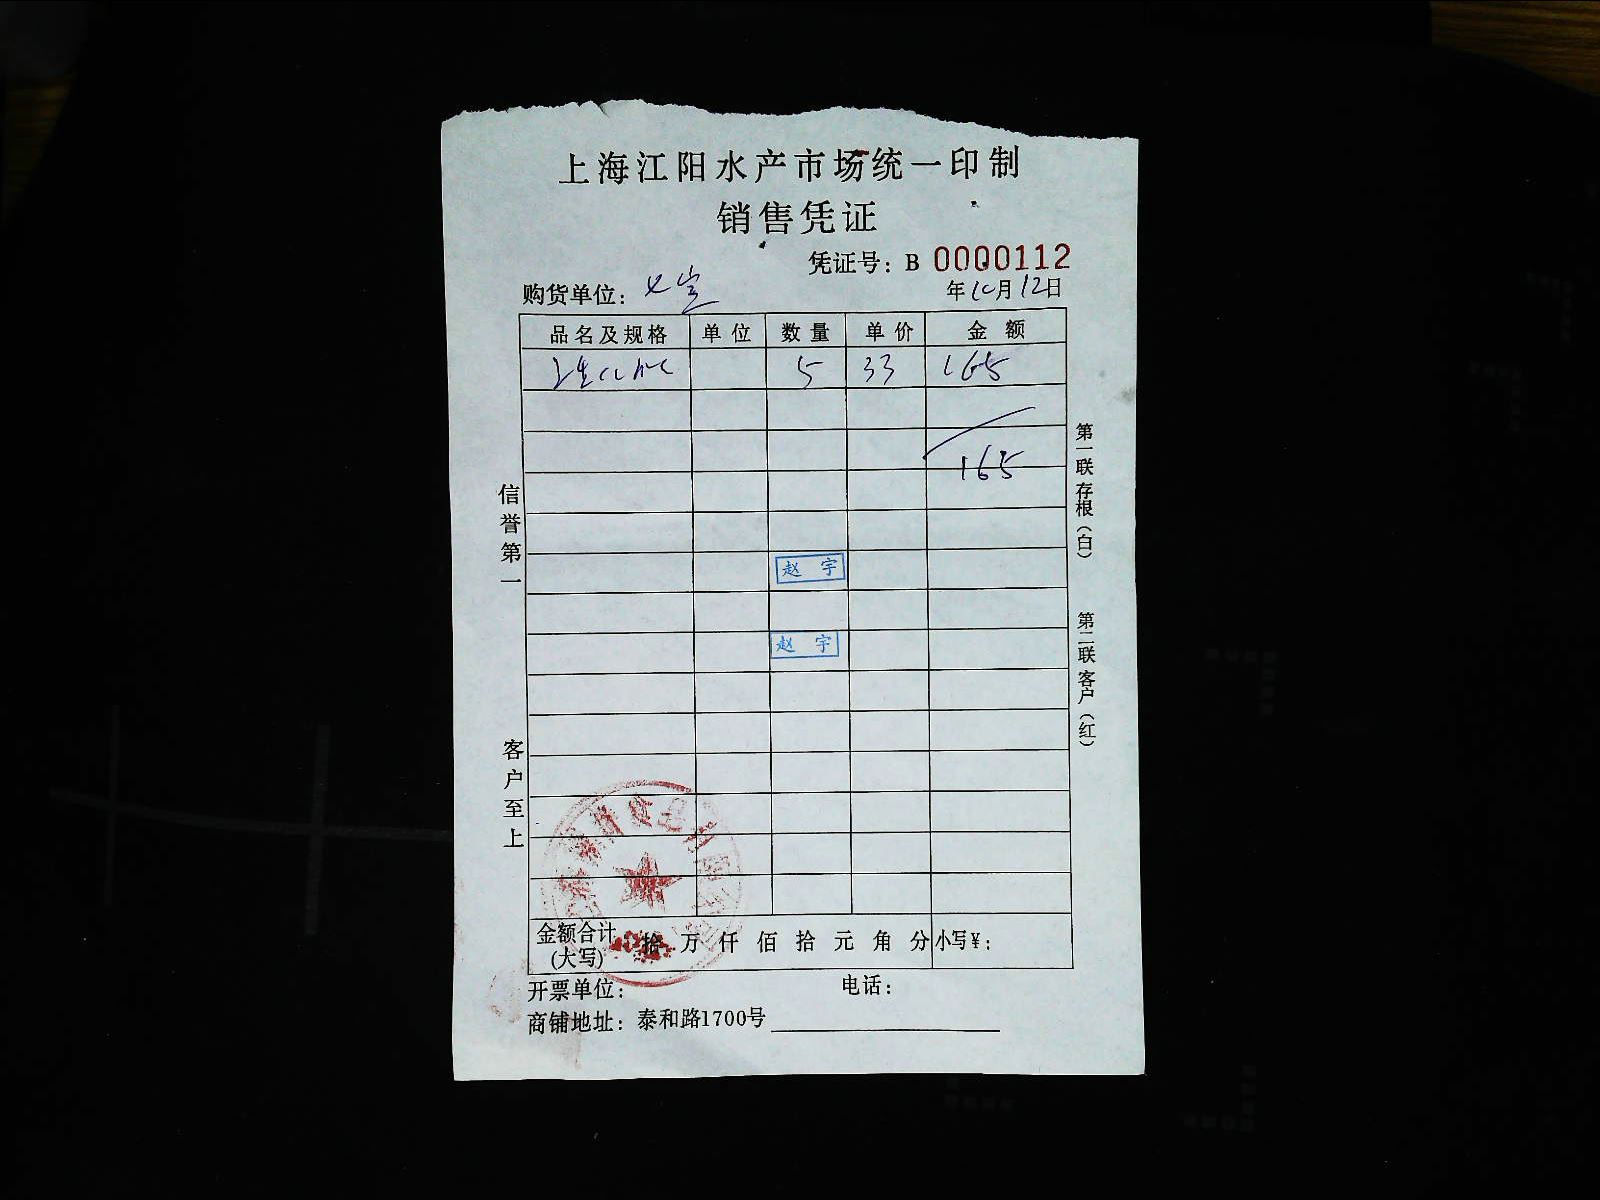 上海江阳水产市场统一印制
销售凭证
凭证号：B 0000112
购货单位：
年10月12日
品名及规格 单位 数量 单价 金额
5 33 165
165
赵 宇
赵 宇
金额合计(大写) 拾 万 仟 佰 拾 元 角 分 小写¥：
开票单位： 电话：
商铺地址：泰和路1700号
信誉第一
客户至上
第一联存根(白)
第二联客户(红)